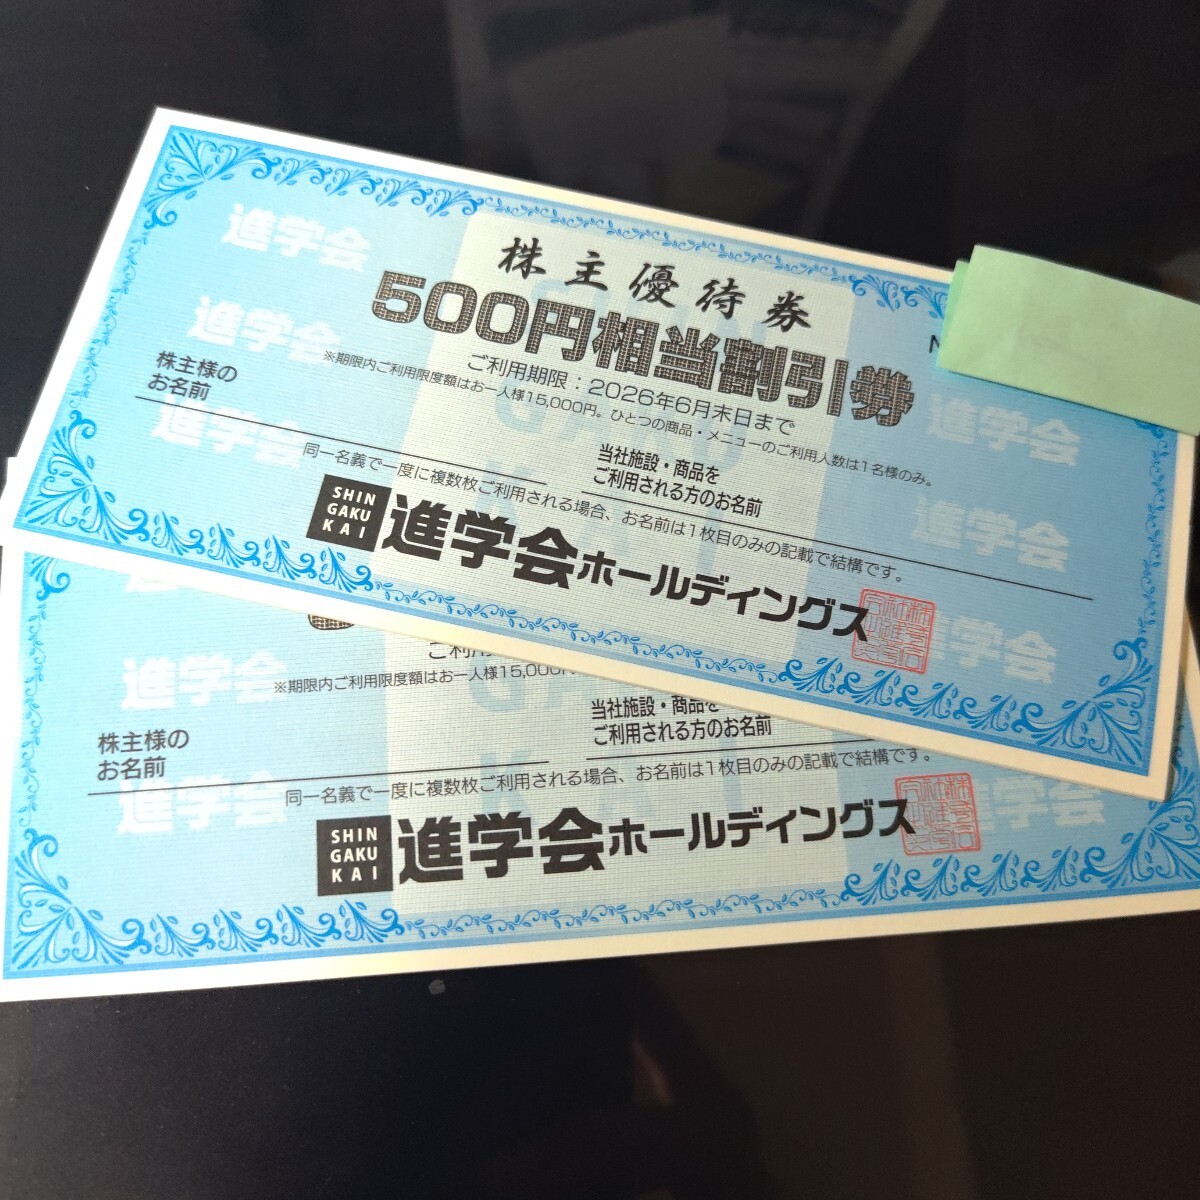 株主優待券
500円相当割引券
ご利用期限：2026年6月末日まで
※期限内ご利用限度額はお一人様15,000円。ひとつの商品・メニューのご利用人数は1名様のみ。
株主様の
お名前
当社施設・商品を
ご利用される方のお名前
同一名義で一度に複数枚ご利用される場合、お名前は1枚目のみの記載で結構です。
SHIN
GAKU
KAI
進学会ホールディングス
進学会
進学会
進学会
進学会
進学会
進学会
※期限内ご利用限度額はお一人様15,000円
株主様の
お名前
当社施設・商品を
ご利用される方のお名前
同一名義で一度に複数枚ご利用される場合、お名前は1枚目のみの記載で結構です。
SHIN
GAKU
KAI
進学会ホールディングス
進学会
進学会
進学会